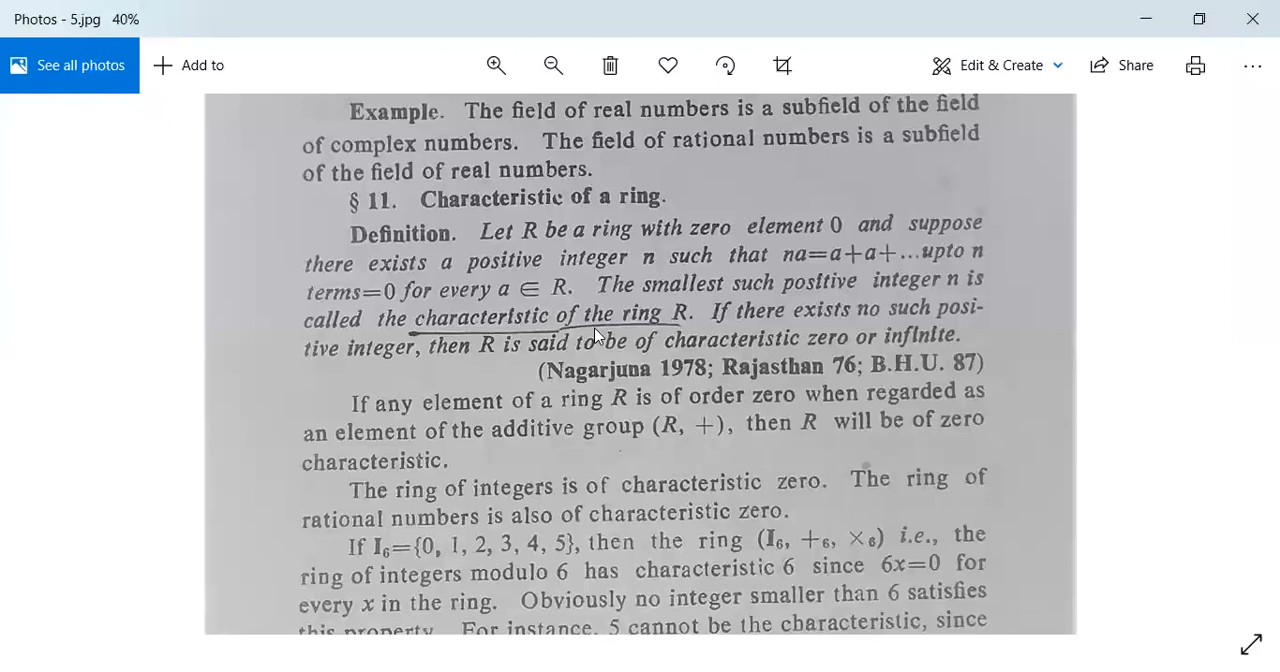 Photos - 5.jpg 40%
See all photos
Add to
Edit & Create
Share
Example. The field of real numbers is a subfield of the field
of complex numbers. The field of rational numbers is a subfield
of the field of real numbers.
§ 11. Characteristic of a ring.
Definition. Let R be a ring with zero element 0 and suppose
there exists a positive integer n such that na=a+a+...upto n
terms=0 for every a ∈ R. The smallest such positive integer n is
called the characteristic of the ring R. If there exists no such posi-
tive integer, then R is said to be of characteristic zero or infinite.
(Nagarjuna 1978; Rajasthan 76; B.H.U. 87)
If any element of a ring R is of order zero when regarded as
an element of the additive group (R, +), then R will be of zero
characteristic.
The ring of integers is of characteristic zero. The ring of
rational numbers is also of characteristic zero.
If I₆={0, 1, 2, 3, 4, 5}, then the ring (I₆, +₆, ×₆) i.e., the
ring of integers modulo 6 has characteristic 6 since 6x=0 for
every x in the ring. Obviously no integer smaller than 6 satisfies
this property. For instance, 5 cannot be the characteristic, since